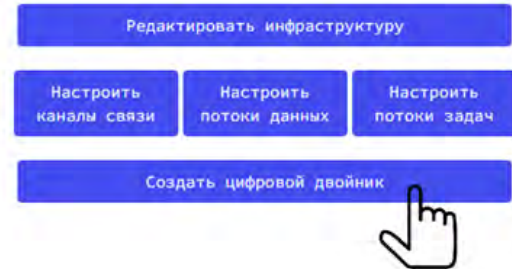 Редактировать инфраструктуру
Настроить
каналы связи
Настроить
потоки данных
Настроить
потоки задач
Создать цифровой двойник